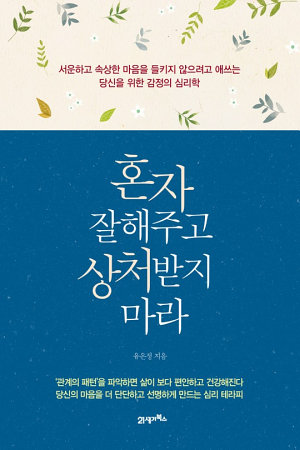 서운하고 속상한 마음을 들키지 않으려고 애쓰는
당신을 위한 감정의 심리학
혼자
잘해주고
상처받지
마라
유은정 지음
'관계의 패턴'을 파악하면 삶이 보다 편안하고 건강해진다
당신의 마음을 더 단단하고 선명하게 만드는 심리 테라피
21세기북스